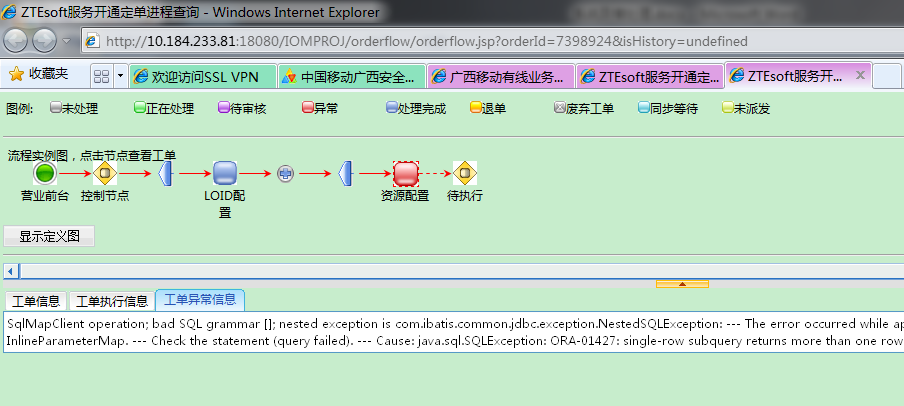 ZTEsoft服务开通定单进程查询 - Windows Internet Explorer
http://10.184.233.81:18080/IOMPROJ/orderflow/orderflow.jsp?orderId=7398924&isHistory=undefined
收藏夹 欢迎访问SSL VPN 中国移动广西安全... 广西移动有线业务... ZTEsoft服务开通定... ZTEsoft服务开...
图例: 未处理 正在处理 待审核 异常 处理完成 退单 废弃工单 同步等待 未派发
流程实例图，点击节点查看工单
营业前台 控制节点 LOID配置 资源配置 待执行
显示定义图
工单信息 工单执行信息 工单异常信息
SqlMapClient operation; bad SQL grammar []; nested exception is com.ibatis.common.jdbc.exception.NestedSQLException: --- The error occurred while ap
InlineParameterMap. --- Check the statement (query failed). --- Cause: java.sql.SQLException: ORA-01427: single-row subquery returns more than one row